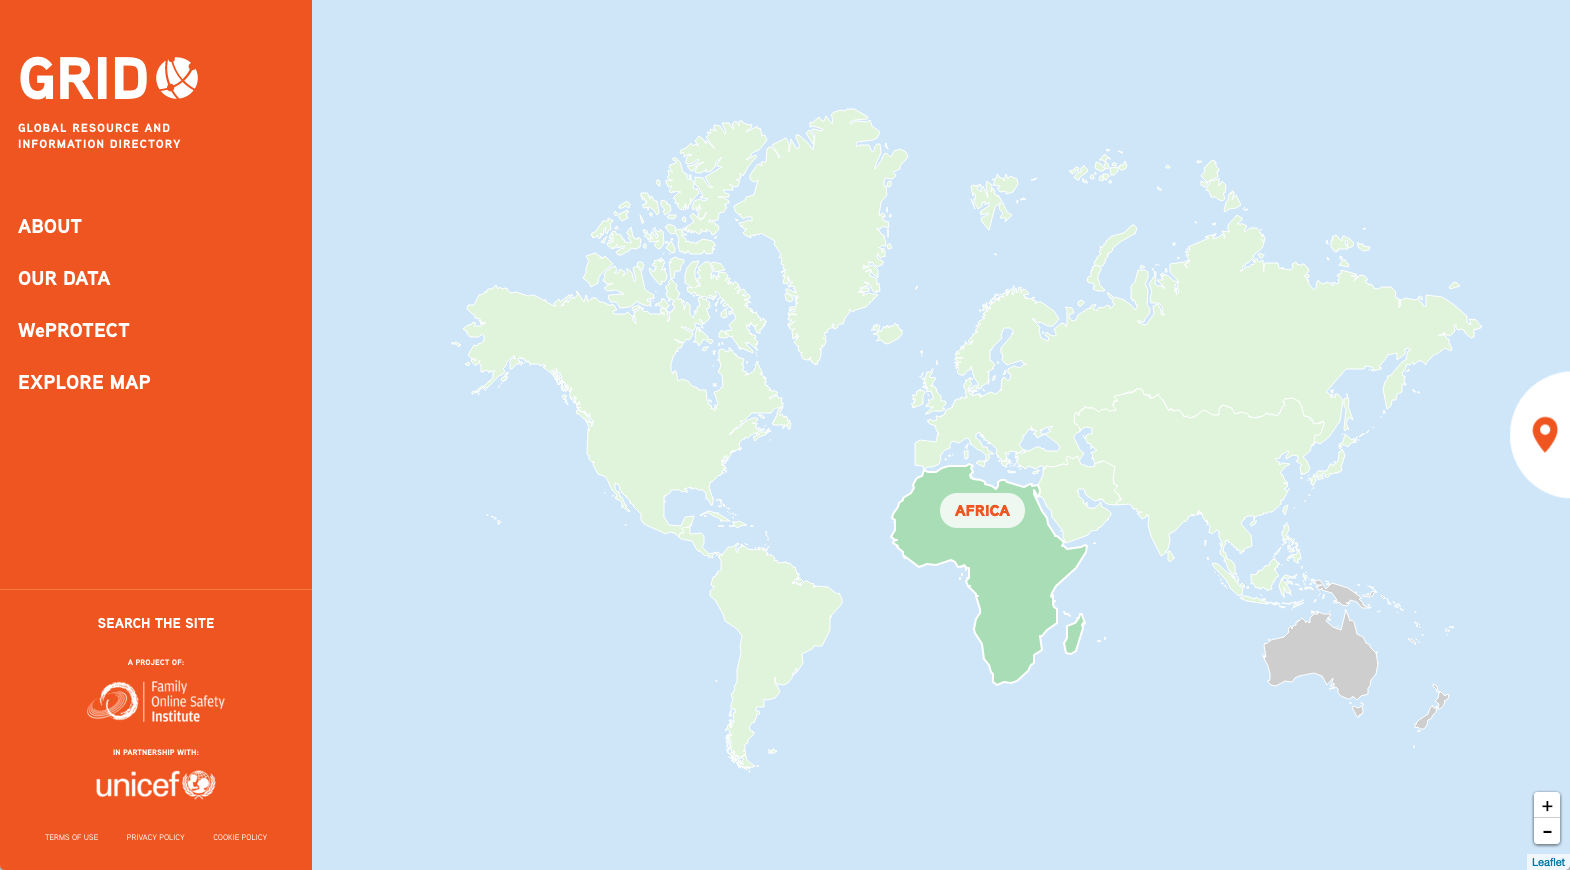 GRID
GLOBAL RESOURCE AND
INFORMATION DIRECTORY
ABOUT
OUR DATA
WePROTECT
EXPLORE MAP
SEARCH THE SITE
A PROJECT OF:
Family
Online Safety
Institute
IN PARTNERSHIP WITH:
unicef
TERMS OF USE PRIVACY POLICY COOKIE POLICY
AFRICA
+
-
Leaflet